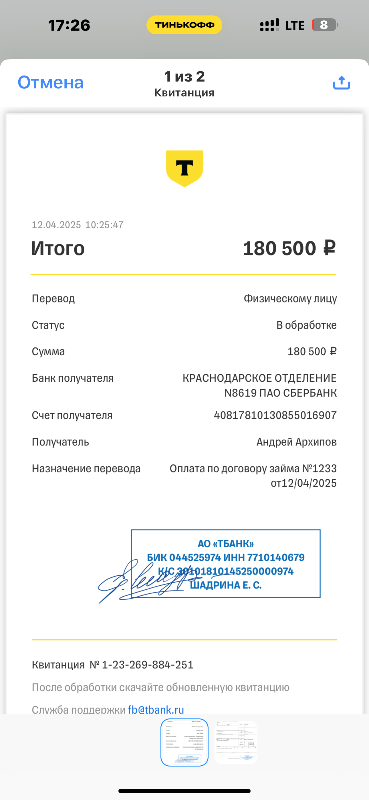 17:26
ТИНЬКОФФ
LTE
8
Отмена
1 из 2
Квитанция
Т
12.04.2025 10:25:47
Итого 180 500 ₽
Перевод Физическому лицу
Статус В обработке
Сумма 180 500 ₽
Банк получателя КРАСНОДАРСКОЕ ОТДЕЛЕНИЕ
N8619 ПАО СБЕРБАНК
Счет получателя 40817810130855016907
Получатель Андрей Архипов
Назначение перевода Оплата по договору займа №1233
от12/04/2025
АО «ТБАНК»
БИК 044525974 ИНН 7710140679
К/С 30101810145250000974
ШАДРИНА Е. С.
Квитанция № 1-23-269-884-251
После обработки скачайте обновленную квитанцию
Служба поддержки fb@tbank.ru